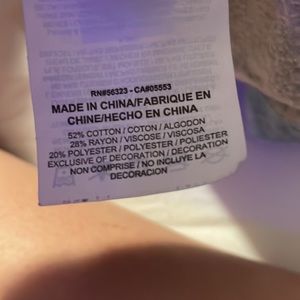 RN#56323 - CA#05553
MADE IN CHINA/FABRIQUE EN
CHINE/HECHO EN CHINA
52% COTTON / COTON / ALGODON
28% RAYON / VISCOSE / VISCOSA
20% POLYESTER / POLYESTER / POLIESTER
EXCLUSIVE OF DECORATION / DECORATION
NON COMPRISE / NO INCLUYE LA
DECORACION